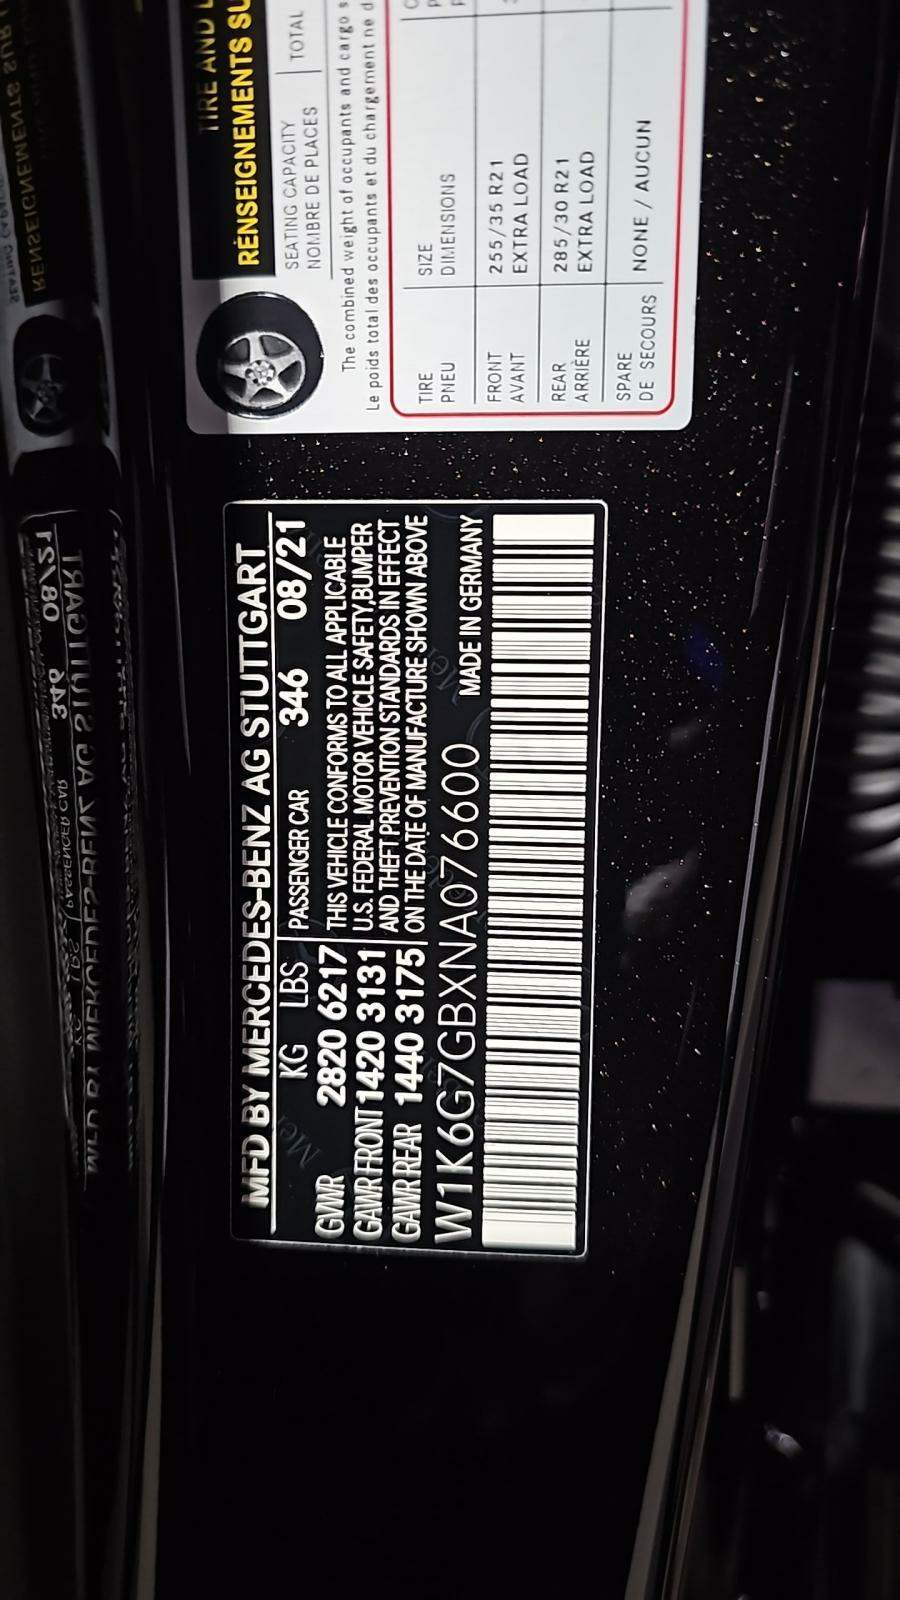 TIRE AND L
RENSEIGNEMENTS SU
SEATING CAPACITY
NOMBRE DE PLACES
TOTAL
The combined weight of occupants and cargo s
Le poids total des occupants et du chargement ne d
TIRE
PNEU
SIZE
DIMENSIONS
FRONT
AVANT
255/35 R21
EXTRA LOAD
REAR
ARRIÈRE
285/30 R21
EXTRA LOAD
SPARE
DE SECOURS
NONE / AUCUN
MFD BY MERCEDES-BENZ AG STUTTGART
KG LBS PASSENGER CAR 346 08/21
GVWR 2820 6217 THIS VEHICLE CONFORMS TO ALL APPLICABLE
GAWR FRONT 1420 3131 U.S. FEDERAL MOTOR VEHICLE SAFETY,BUMPER
GAWR REAR 1440 3175 AND THEFT PREVENTION STANDARDS IN EFFECT
ON THE DATE OF MANUFACTURE SHOWN ABOVE
W1K6G7GBXNA076600 MADE IN GERMANY